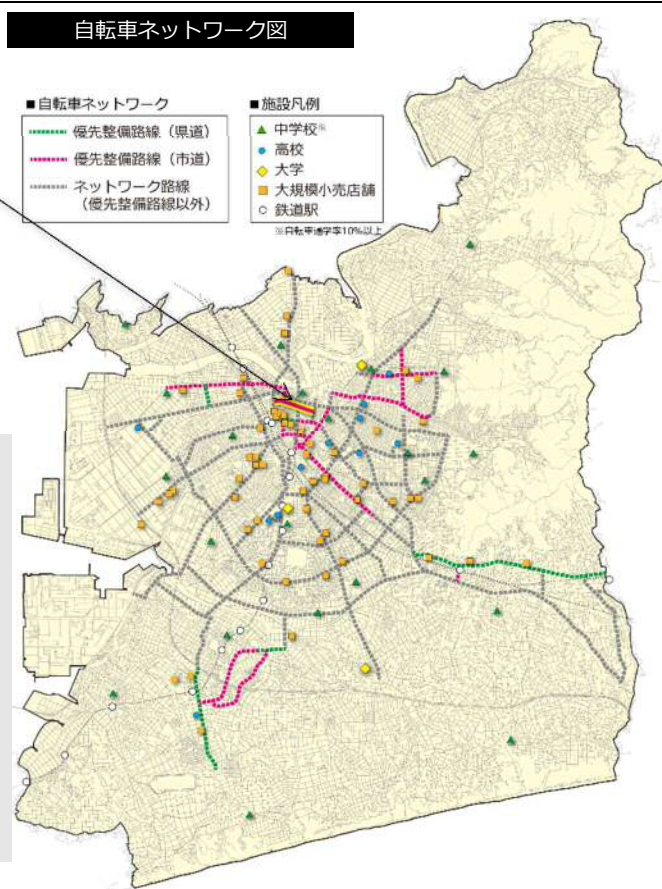 自転車ネットワーク図
■自転車ネットワーク
優先整備路線（県道）
優先整備路線（市道）
ネットワーク路線
（優先整備路線以外）
■施設凡例
中学校※
高校
大学
大規模小売店舗
鉄道駅
※自転車通学率10%以上